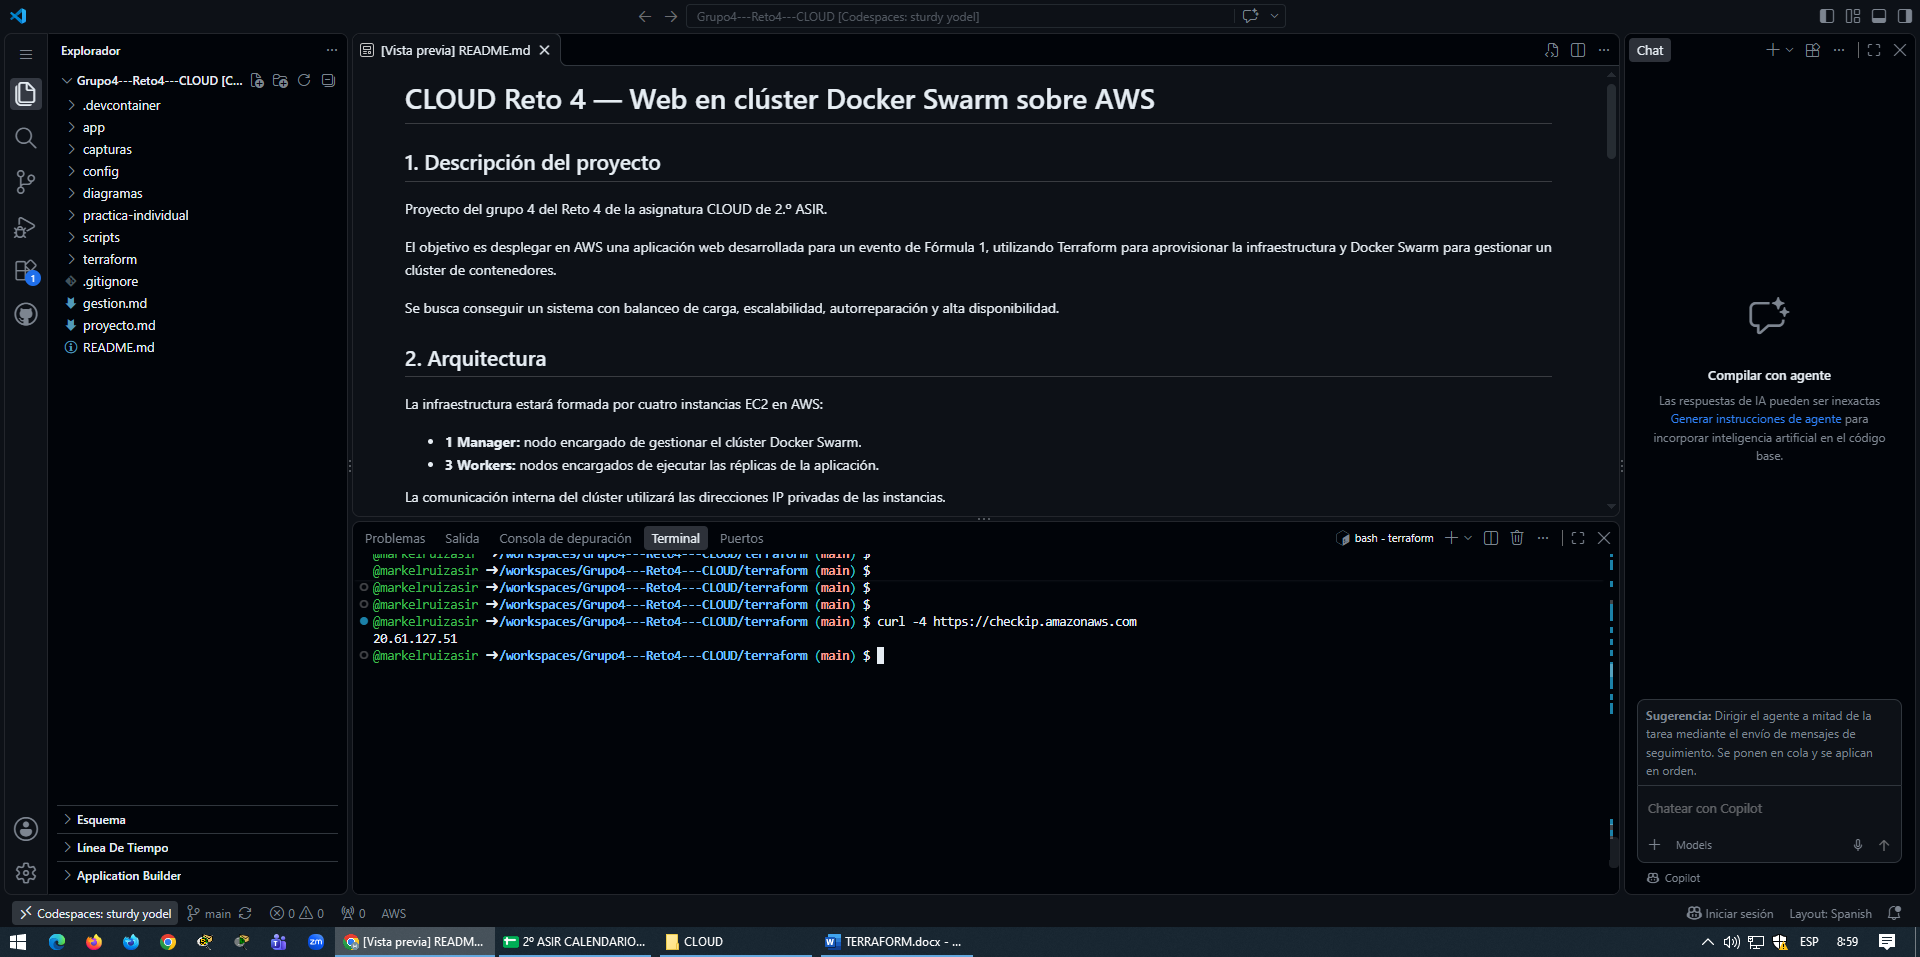 Grupo4---Reto4---CLOUD [Codespaces: sturdy yodel]
Explorador
Grupo4---Reto4---CLOUD [C...
.devcontainer
app
capturas
config
diagramas
practica-individual
scripts
terraform
.gitignore
gestion.md
proyecto.md
README.md
1
Esquema
Línea De Tiempo
Application Builder
[Vista previa] README.md
CLOUD Reto 4 — Web en clúster Docker Swarm sobre AWS
1. Descripción del proyecto
Proyecto del grupo 4 del Reto 4 de la asignatura CLOUD de 2.º ASIR.
El objetivo es desplegar en AWS una aplicación web desarrollada para un evento de Fórmula 1, utilizando Terraform para aprovisionar la infraestructura y Docker Swarm para gestionar un
clúster de contenedores.
Se busca conseguir un sistema con balanceo de carga, escalabilidad, autorreparación y alta disponibilidad.
2. Arquitectura
La infraestructura estará formada por cuatro instancias EC2 en AWS:
• 1 Manager: nodo encargado de gestionar el clúster Docker Swarm.
• 3 Workers: nodos encargados de ejecutar las réplicas de la aplicación.
La comunicación interna del clúster utilizará las direcciones IP privadas de las instancias.
Problemas Salida Consola de depuración Terminal Puertos
bash - terraform
@markelruizasir ➜/workspaces/Grupo4---Reto4---CLOUD/terraform (main) $
@markelruizasir ➜/workspaces/Grupo4---Reto4---CLOUD/terraform (main) $
@markelruizasir ➜/workspaces/Grupo4---Reto4---CLOUD/terraform (main) $
@markelruizasir ➜/workspaces/Grupo4---Reto4---CLOUD/terraform (main) $
@markelruizasir ➜/workspaces/Grupo4---Reto4---CLOUD/terraform (main) $ curl -4 https://checkip.amazonaws.com
20.61.127.51
@markelruizasir ➜/workspaces/Grupo4---Reto4---CLOUD/terraform (main) $
Chat
Compilar con agente
Las respuestas de IA pueden ser inexactas
Generar instrucciones de agente para
incorporar inteligencia artificial en el código
base.
Sugerencia: Dirigir el agente a mitad de la
tarea mediante el envío de mensajes de
seguimiento. Se ponen en cola y se aplican
en orden.
Chatear con Copilot
Models
Copilot
Codespaces: sturdy yodel main 0 0 0 AWS
Iniciar sesión Layout: Spanish
zm
[Vista previa] READM... 2º ASIR CALENDARIO... CLOUD TERRAFORM.docx - ...
ESP 8:59